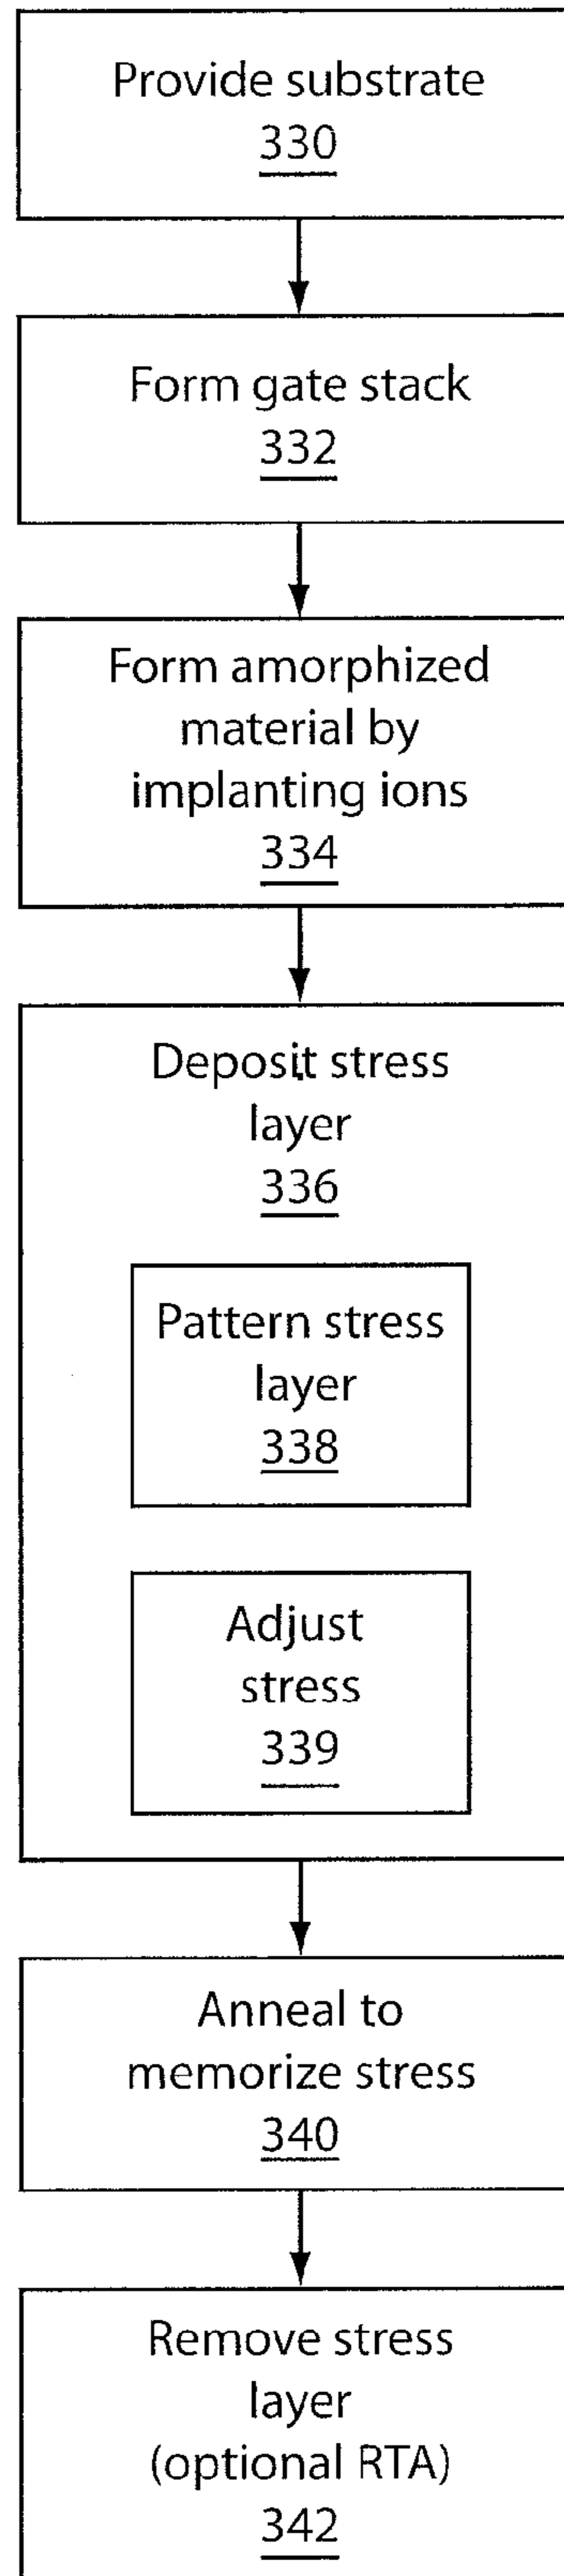 Provide substrate
330
Form gate stack
332
Form amorphized
material by
implanting ions
334
Deposit stress
layer
336
Pattern stress
layer
338
Adjust
stress
339
Anneal to
memorize stress
340
Remove stress
layer
(optional RTA)
342